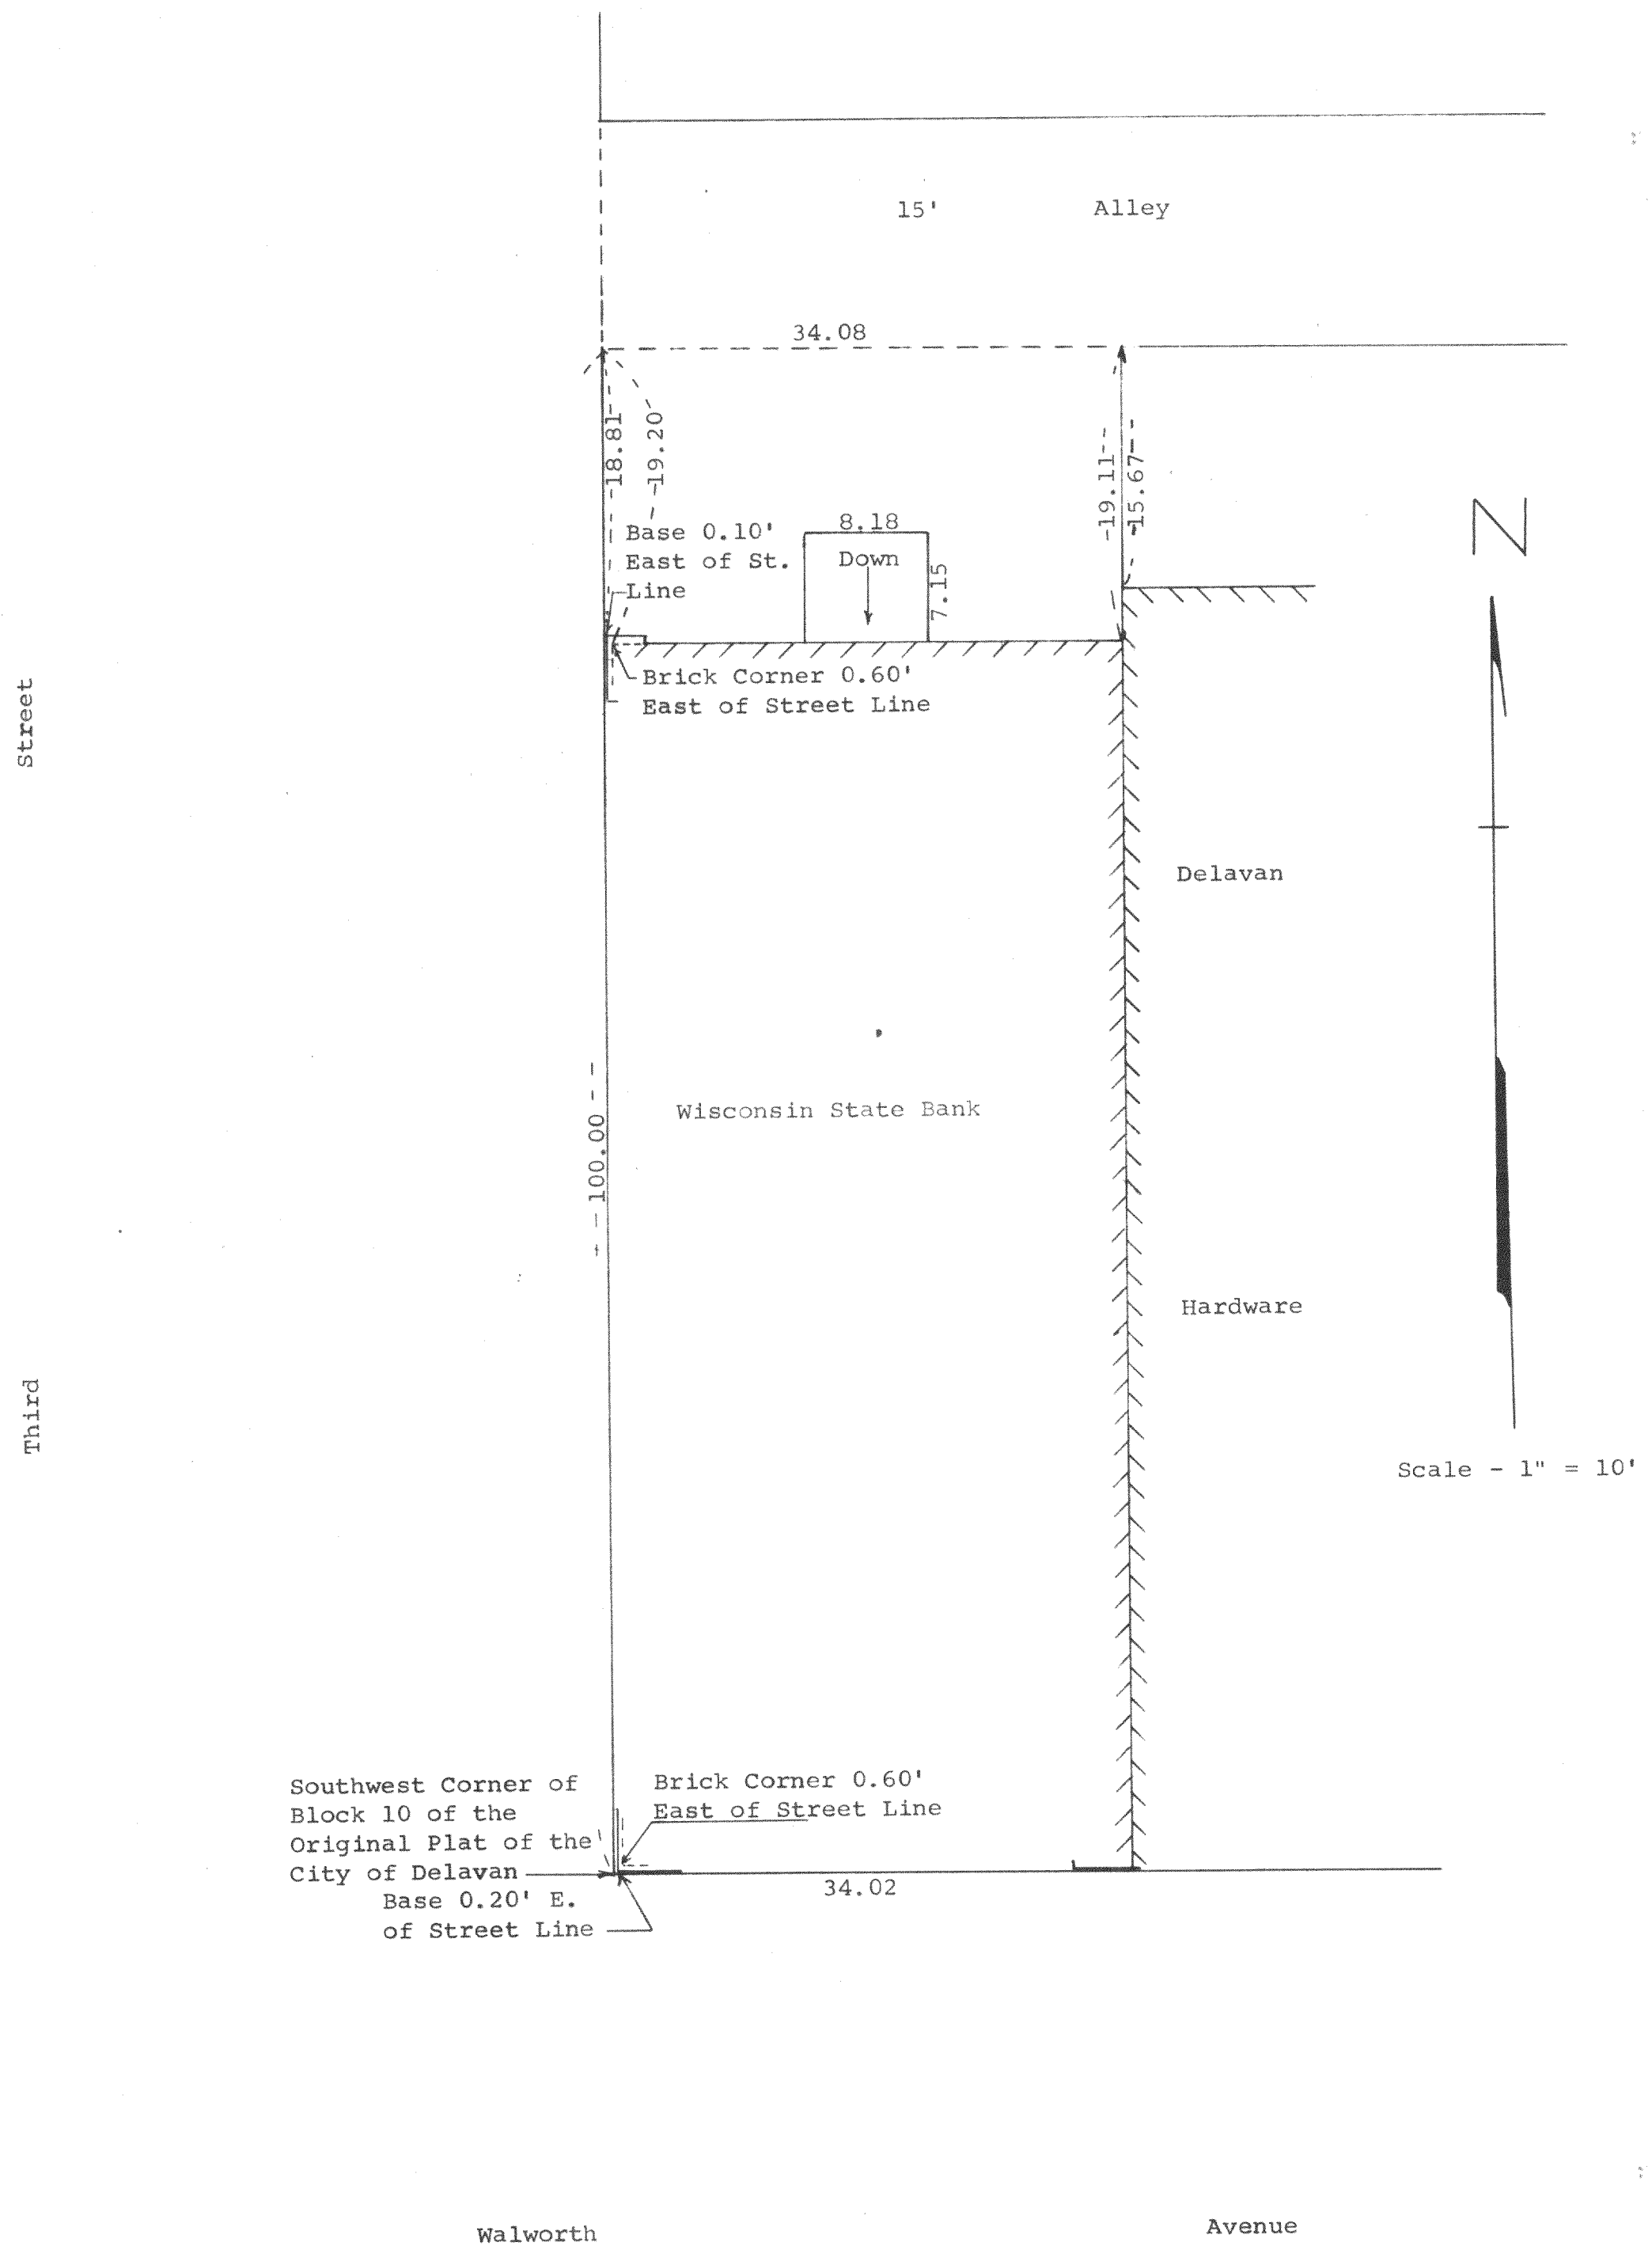 15' Alley
34.08
18.81
19.20
19.11
15.67
Base 0.10'
East of St.
Line
8.18
Down
7.15
N
Brick Corner 0.60'
East of Street Line
Street
Delavan
Wisconsin State Bank
100.00
Hardware
Third
Scale - 1" = 10'
Southwest Corner of
Block 10 of the
Original Plat of the
City of Delavan
Base 0.20' E.
of Street Line
Brick Corner 0.60'
East of Street Line
34.02
Walworth Avenue